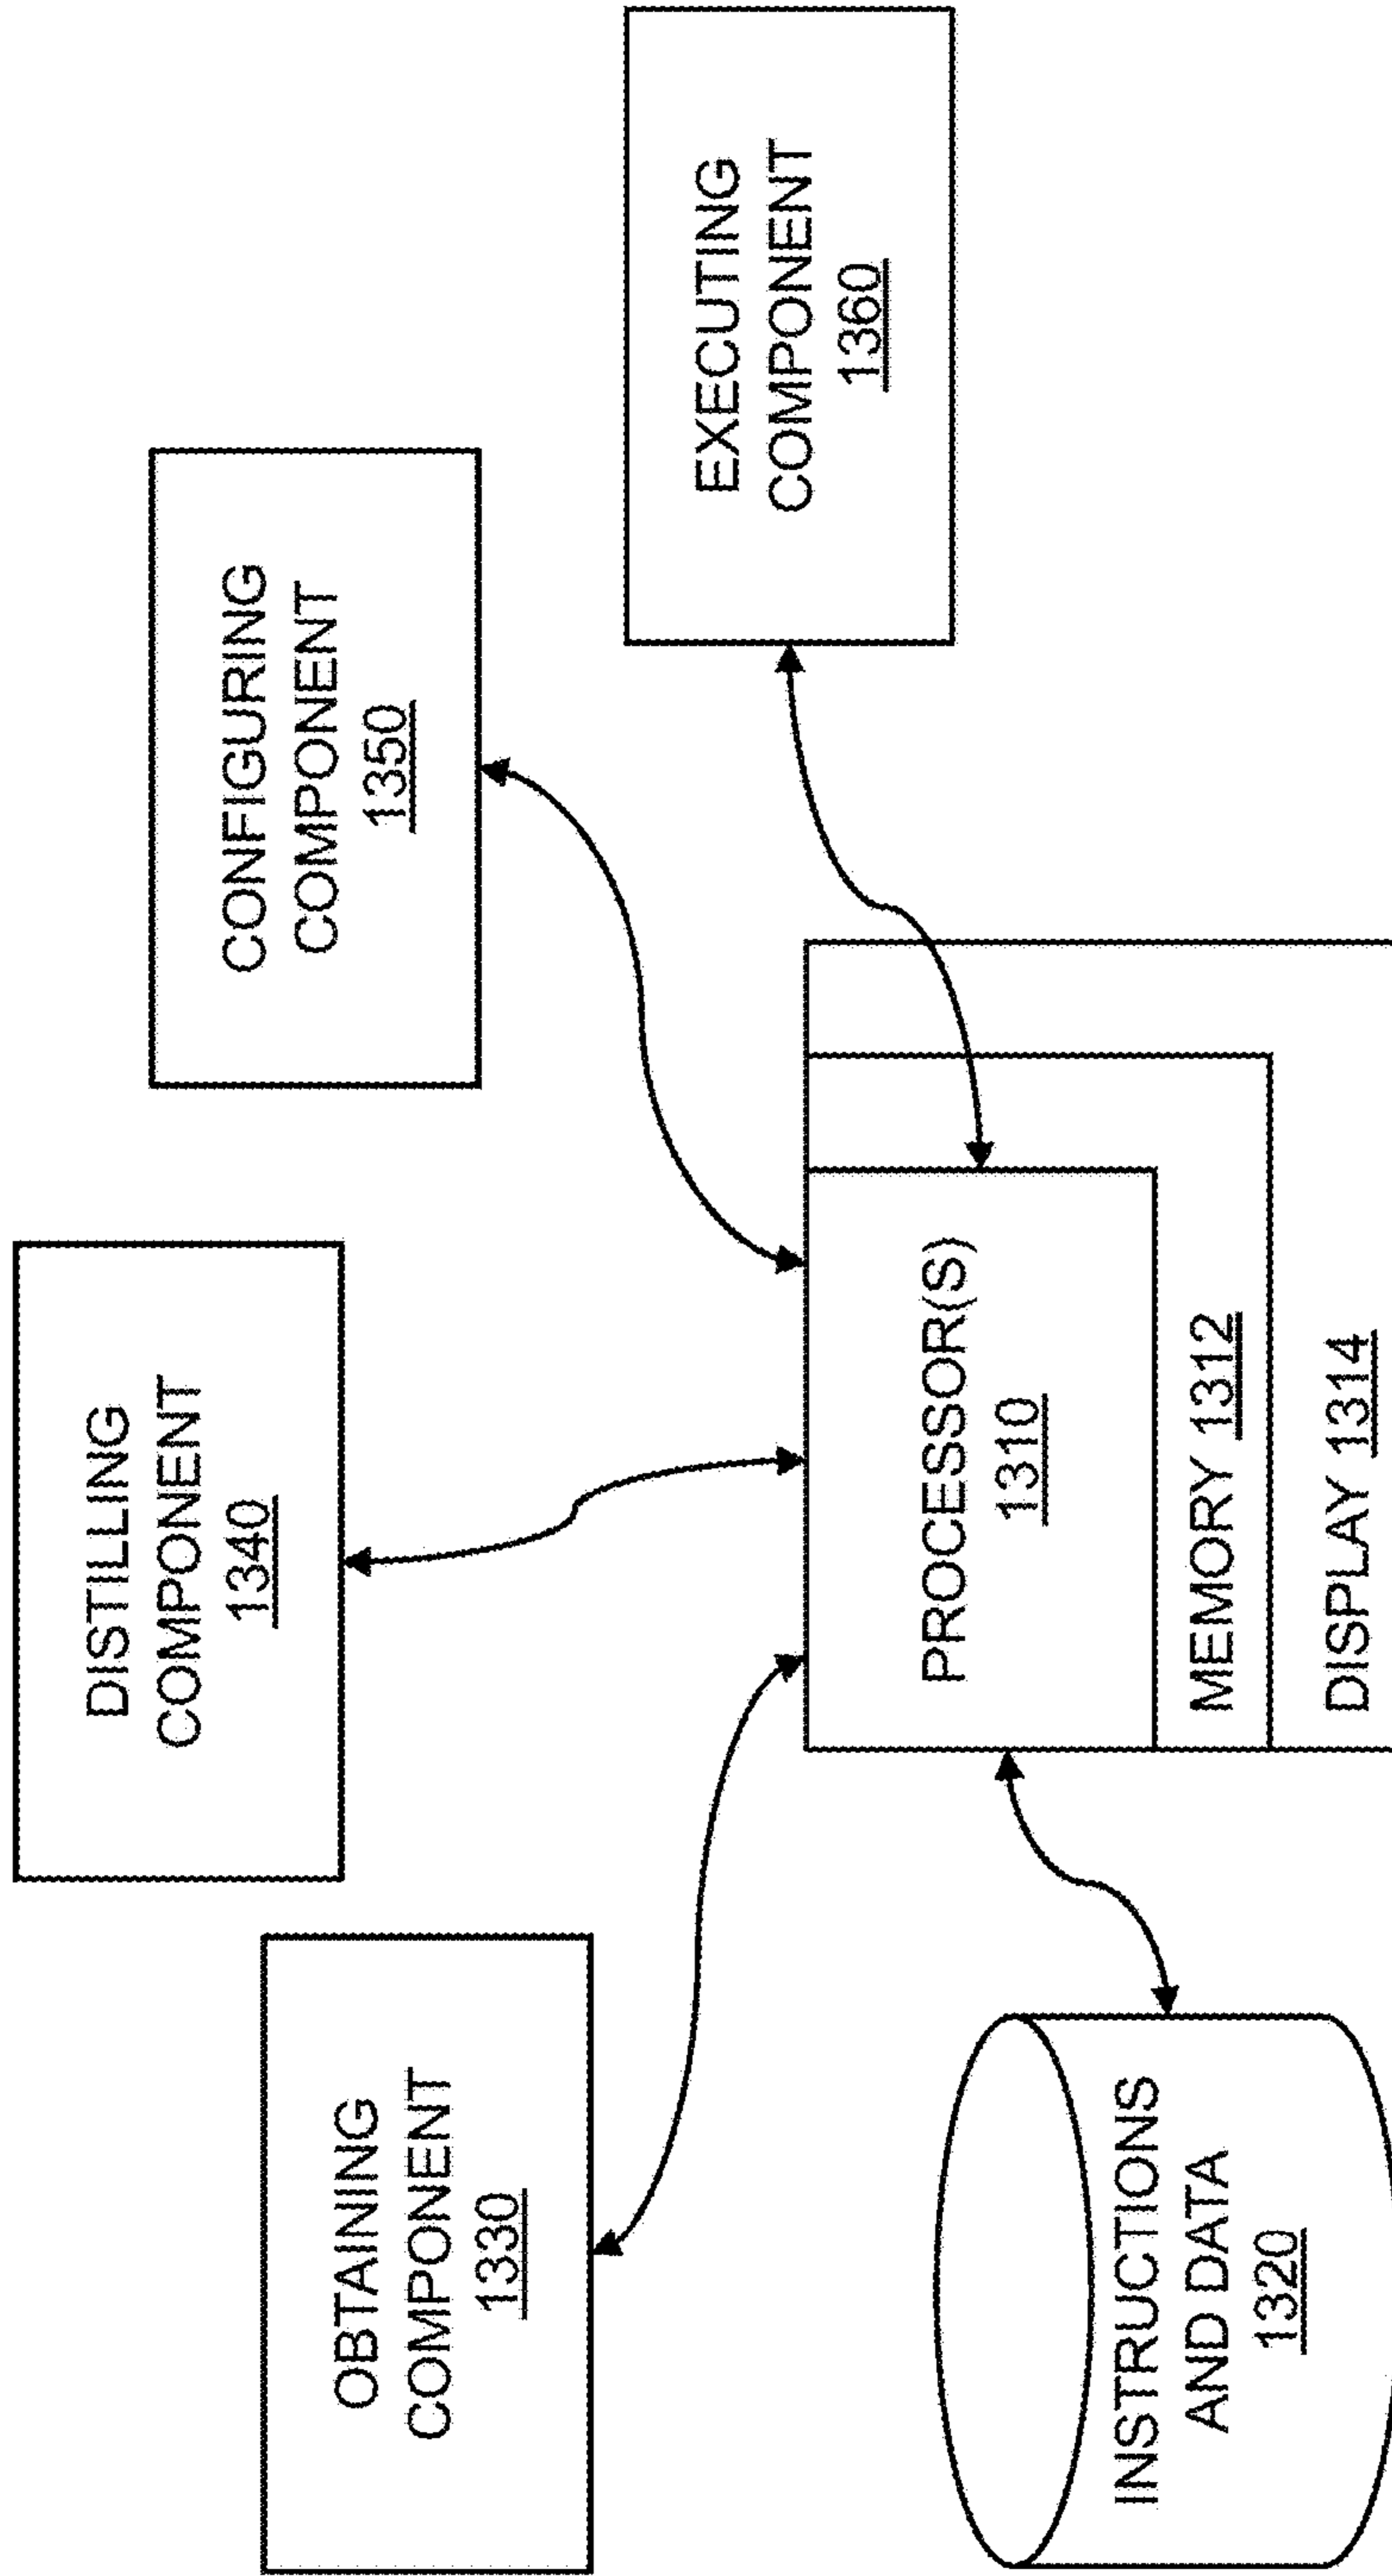 OBTAINING
COMPONENT
1330
DISTILLING
COMPONENT
1340
CONFIGURING
COMPONENT
1350
EXECUTING
COMPONENT
1360
INSTRUCTIONS
AND DATA
1320
PROCESSOR(S)
1310
MEMORY 1312
DISPLAY 1314